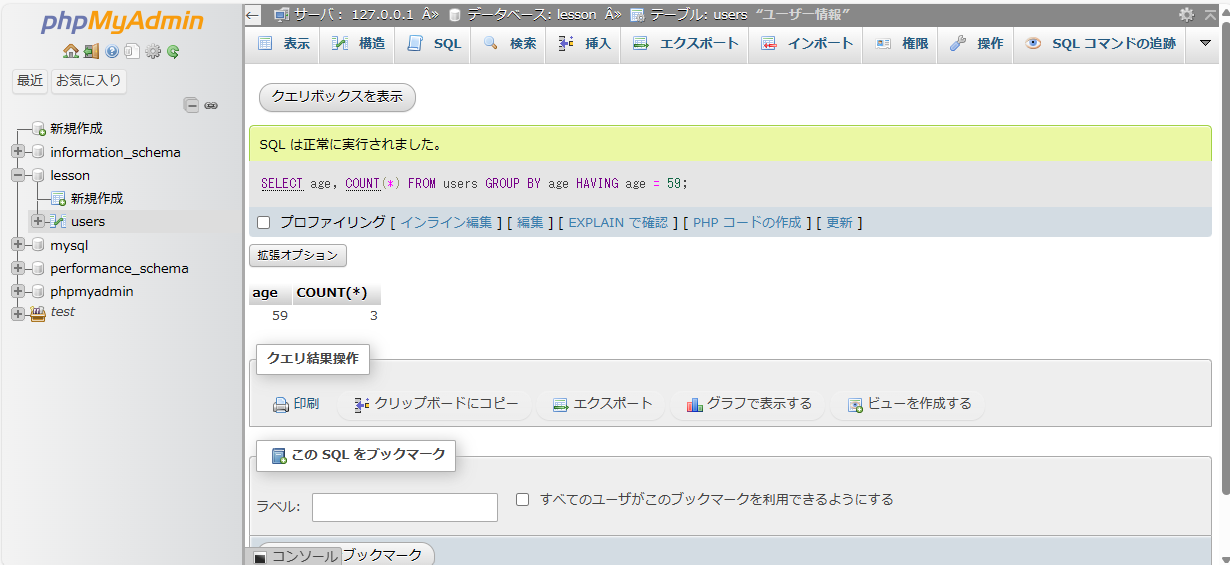 phpMyAdmin
最近 お気に入り
新規作成
information_schema
lesson
新規作成
users
mysql
performance_schema
phpmyadmin
test
サーバ： 127.0.0.1 Â» データベース: lesson Â» テーブル: users “ユーザー情報”
表示 構造 SQL 検索 挿入 エクスポート インポート 権限 操作 SQL コマンドの追跡
クエリボックスを表示
SQL は正常に実行されました。
SELECT age, COUNT(*) FROM users GROUP BY age HAVING age = 59;
プロファイリング [ インライン編集 ] [ 編集 ] [ EXPLAIN で確認 ] [ PHP コードの作成 ] [ 更新 ]
拡張オプション
age COUNT(*)
59 3
クエリ結果操作
印刷 クリップボードにコピー エクスポート グラフで表示する ビューを作成する
この SQL をブックマーク
ラベル: すべてのユーザがこのブックマークを利用できるようにする
コンソール ブックマーク